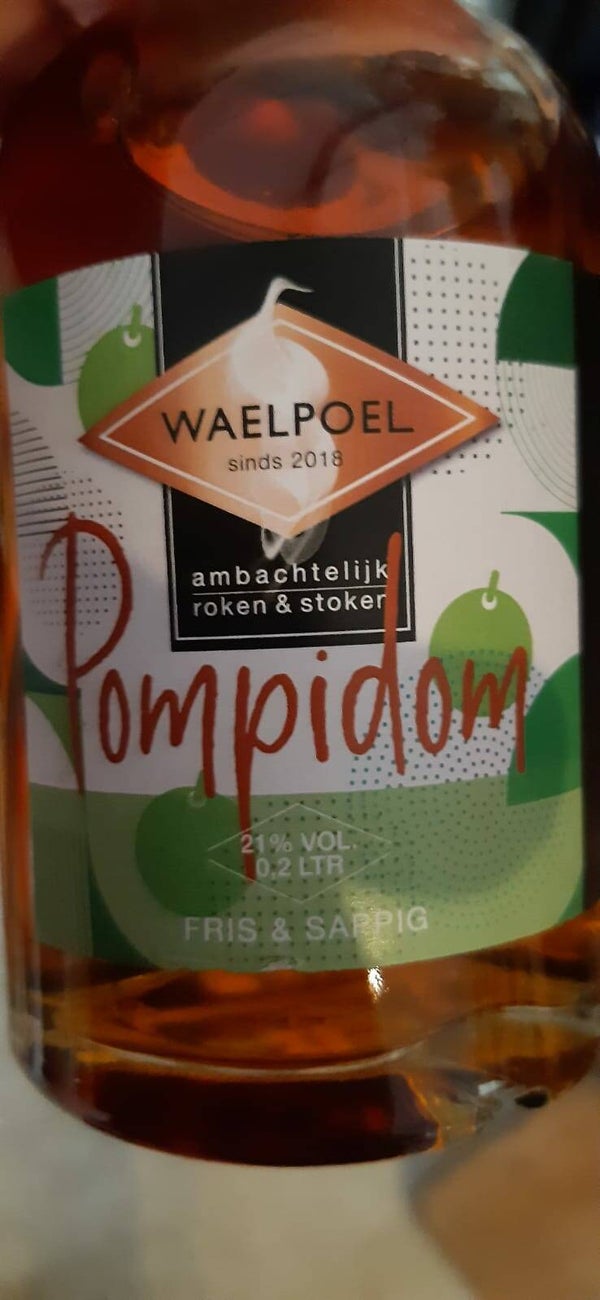 WAELPOEL
sinds 2018
ambachtelijk
roken & stoken
Pompidom
21% VOL.
0,2 LTR
FRIS & SAPPIG